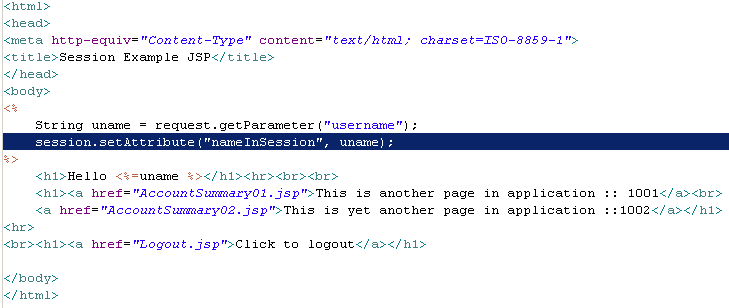 <html>
<head>
<meta http-equiv="Content-Type" content="text/html; charset=ISO-8859-1">
<title>Session Example JSP</title>
</head>
<body>
<%
    String uname = request.getParameter("username");
    session.setAttribute("nameInSession", uname);
%>
    <h1>Hello <%=uname %></h1><hr><br><br>
    <h1><a href="AccountSummary01.jsp">This is another page in application :: 1001</a><br>
    <a href="AccountSummary02.jsp">This is yet another page in application ::1002</a></h1>
<hr>
<br><h1><a href="Logout.jsp">Click to logout</a></h1>

</body>
</html>